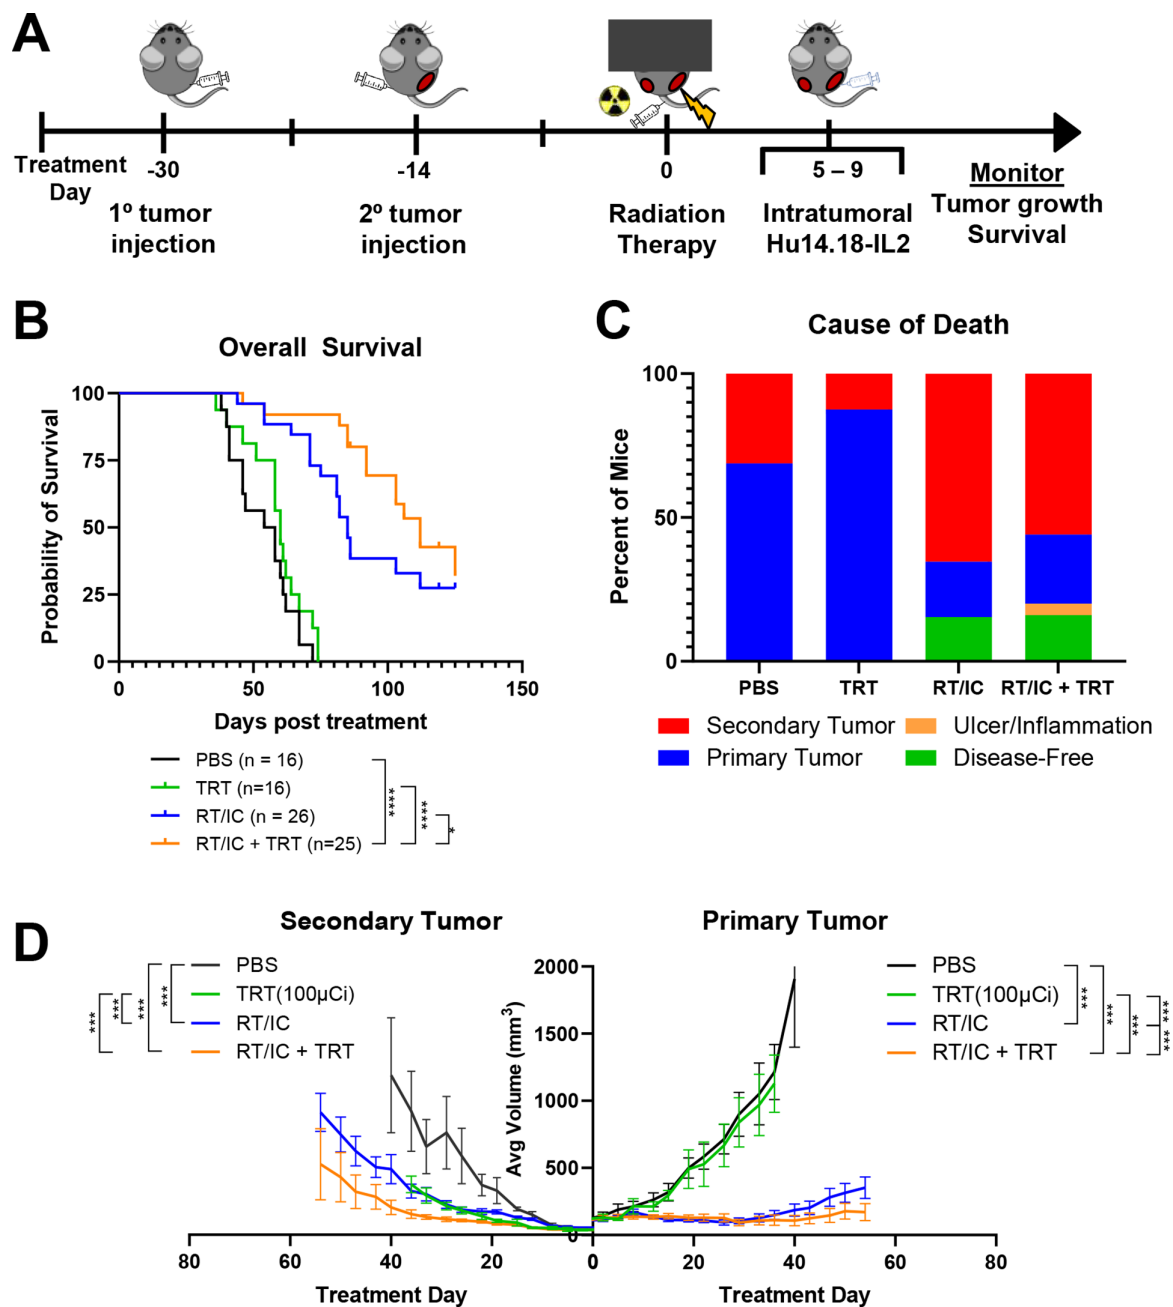 A
Treatment
Day
-30
-14
0
5 – 9
1º tumor
injection
2º tumor
injection
Radiation
Therapy
Intratumoral
Hu14.18-IL2
Monitor
Tumor growth
Survival
B
Overall Survival
Probability of Survival
100
75
50
25
0
0
50
100
150
Days post treatment
PBS (n = 16)
TRT (n=16)
RT/IC (n = 26)
RT/IC + TRT (n=25)
****
****
*
C
Cause of Death
Percent of Mice
100
50
0
PBS
TRT
RT/IC
RT/IC + TRT
Secondary Tumor
Ulcer/Inflammation
Primary Tumor
Disease-Free
D
Secondary Tumor
PBS
TRT(100µCi)
RT/IC
RT/IC + TRT
***
***
***
***
80
60
40
20
0
Treatment Day
Primary Tumor
Avg Volume (mm³)
2000
1500
1000
500
0
PBS
TRT(100µCi)
RT/IC
RT/IC + TRT
***
***
***
***
***
20
40
60
80
Treatment Day